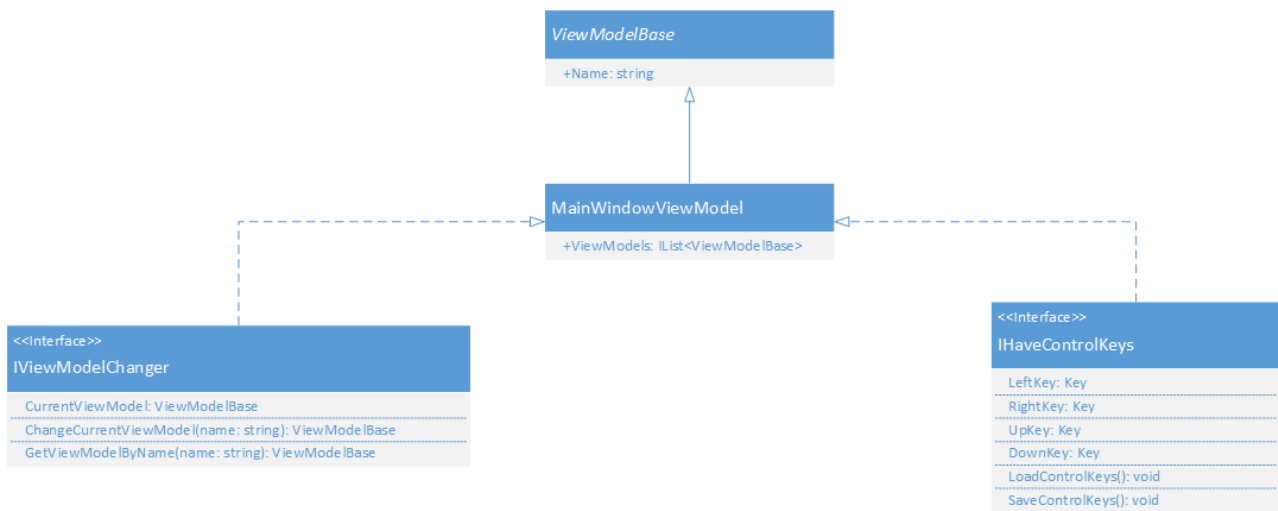 ViewModelBase
+Name: string
MainWindowViewModel
+ViewModels: IList<ViewModelBase>
<<Interface>>
IViewModelChanger
CurrentViewModel: ViewModelBase
ChangeCurrentViewModel(name: string): ViewModelBase
GetViewModelByName(name: string): ViewModelBase
<<Interface>>
IHaveControlKeys
LeftKey: Key
RightKey: Key
UpKey: Key
DownKey: Key
LoadControlKeys(): void
SaveControlKeys(): void